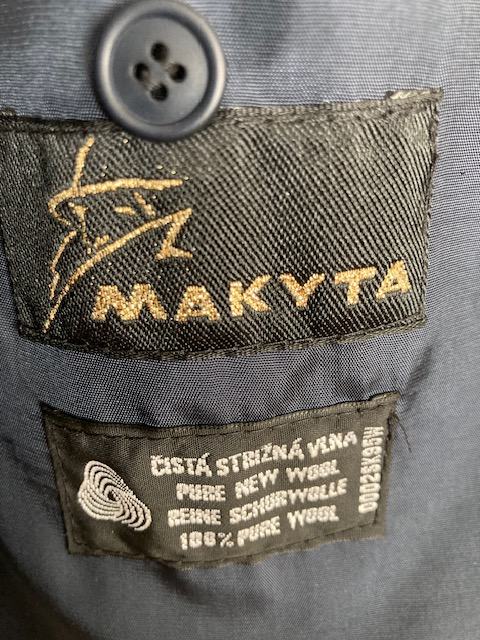 MAKYTA
ČISTÁ STRIŽNÁ VLNA
PURE NEW WOOL
REINE SCHURWOLLE
100% PURE WOOL